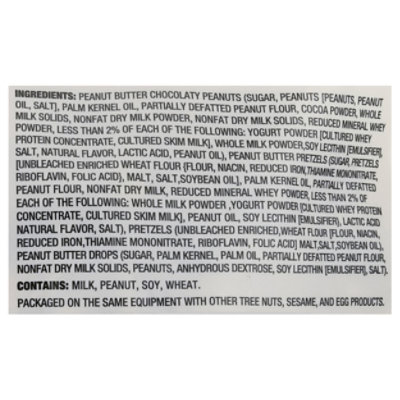 INGREDIENTS: PEANUT BUTTER CHOCOLATY PEANUTS (SUGAR, PEANUTS [PEANUTS, PEANUT
OIL, SALT], PALM KERNEL OIL, PARTIALLY DEFATTED PEANUT FLOUR, COCOA POWDER, WHOLE
MILK SOLIDS, NONFAT DRY MILK POWDER, NONFAT DRY MILK SOLIDS, REDUCED MINERAL WHEY
POWDER, LESS THAN 2% OF EACH OF THE FOLLOWING: YOGURT POWDER [CULTURED WHEY
PROTEIN CONCENTRATE, CULTURED SKIM MILK], WHOLE MILK POWDER,SOY LECITHIN [EMULSIFIER],
SALT, NATURAL FLAVOR, LACTIC ACID, PEANUT OIL), PEANUT BUTTER PRETZELS (SUGAR, PRETZELS
[UNBLEACHED ENRICHED WHEAT FLOUR {FLOUR, NIACIN, REDUCED IRON,THIAMINE MONONITRATE,
RIBOFLAVIN, FOLIC ACID}, MALT, SALT,SOYBEAN OIL], PALM KERNEL OIL, PARTIALLY DEFATTED
PEANUT FLOUR, NONFAT DRY MILK, REDUCED MINERAL WHEY POWDER, LESS THAN 2% OF
EACH OF THE FOLLOWING: WHOLE MILK POWDER ,YOGURT POWDER [CULTURED WHEY PROTEIN
CONCENTRATE, CULTURED SKIM MILK], PEANUT OIL, SOY LECITHIN [EMULSIFIER], LACTIC ACID
NATURAL FLAVOR, SALT), PRETZELS (UNBLEACHED ENRICHED,WHEAT FLOUR [FLOUR, NIACIN,
REDUCED IRON,THIAMINE MONONITRATE, RIBOFLAVIN, FOLIC ACID] MALT,SALT,SOYBEAN OIL),
PEANUT BUTTER DROPS (SUGAR, PALM KERNEL, PALM OIL, PARTIALLY DEFATTED PEANUT FLOUR,
NONFAT DRY MILK SOLIDS, PEANUTS, ANHYDROUS DEXTROSE, SOY LECITHIN [EMULSIFIER], SALT).
CONTAINS: MILK, PEANUT, SOY, WHEAT.
PACKAGED ON THE SAME EQUIPMENT WITH OTHER TREE NUTS, SESAME, AND EGG PRODUCTS.